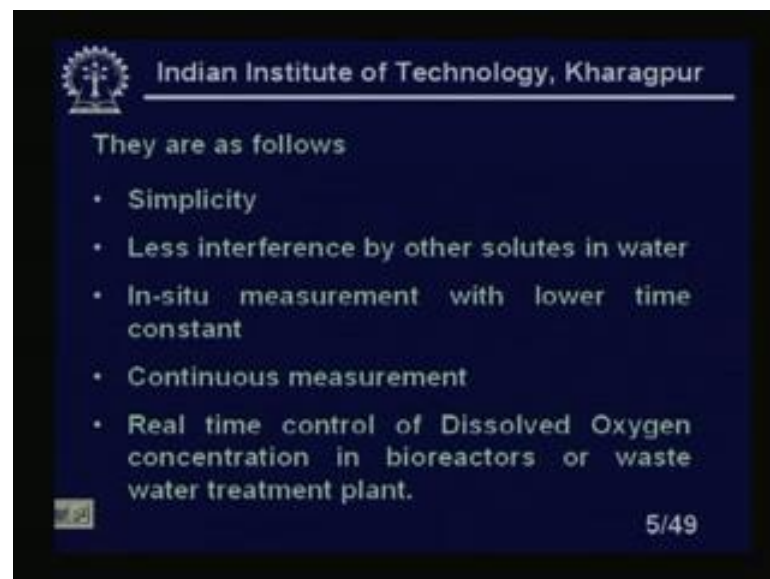 Indian Institute of Technology, Kharagpur
They are as follows
• Simplicity
• Less interference by other solutes in water
• In-situ measurement with lower time
constant
• Continuous measurement
• Real time control of Dissolved Oxygen
concentration in bioreactors or waste
water treatment plant.
5/49